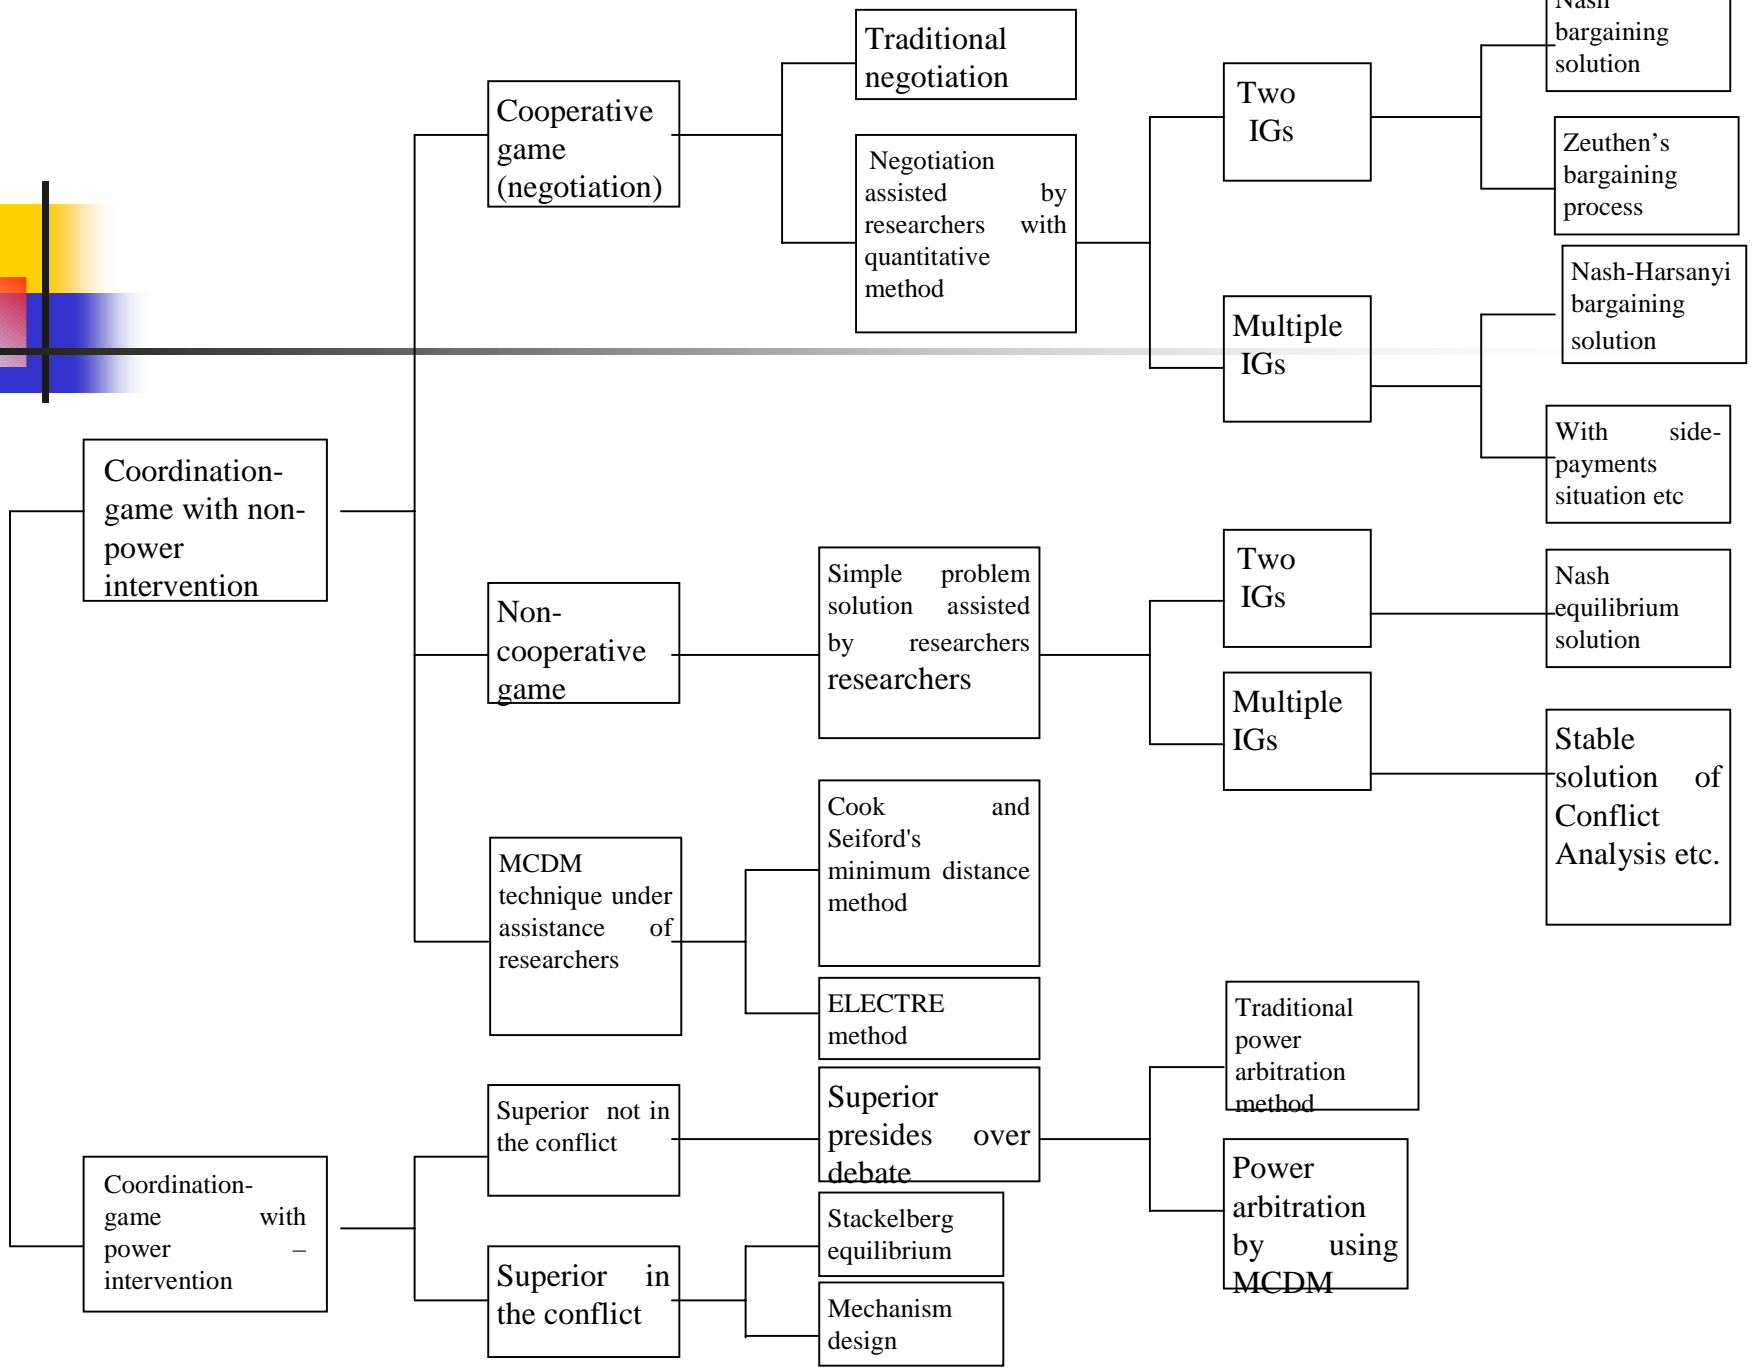 Traditional
negotiation
Nash
bargaining
solution
Cooperative
game
(negotiation)
Two
IGs
Negotiation
assisted by
researchers with
quantitative
method
Zeuthen's
bargaining
process
Nash-Harsanyi
bargaining
solution
Multiple
IGs
With side-
payments
situation etc
Coordination-
game with non-
power
intervention
Non-
cooperative
game
Simple problem
solution assisted
by researchers
researchers
Two
IGs
Nash
equilibrium
solution
Multiple
IGs
Stable
solution of
Conflict
Analysis etc.
MCDM
technique under
assistance of
researchers
Cook and
Seiford's
minimum distance
method
ELECTRE
method
Coordination-
game with
power –
intervention
Superior not in
the conflict
Superior
presides over
debate
Traditional
power
arbitration
method
Power
arbitration
by using
MCDM
Superior in
the conflict
Stackelberg
equilibrium
Mechanism
design